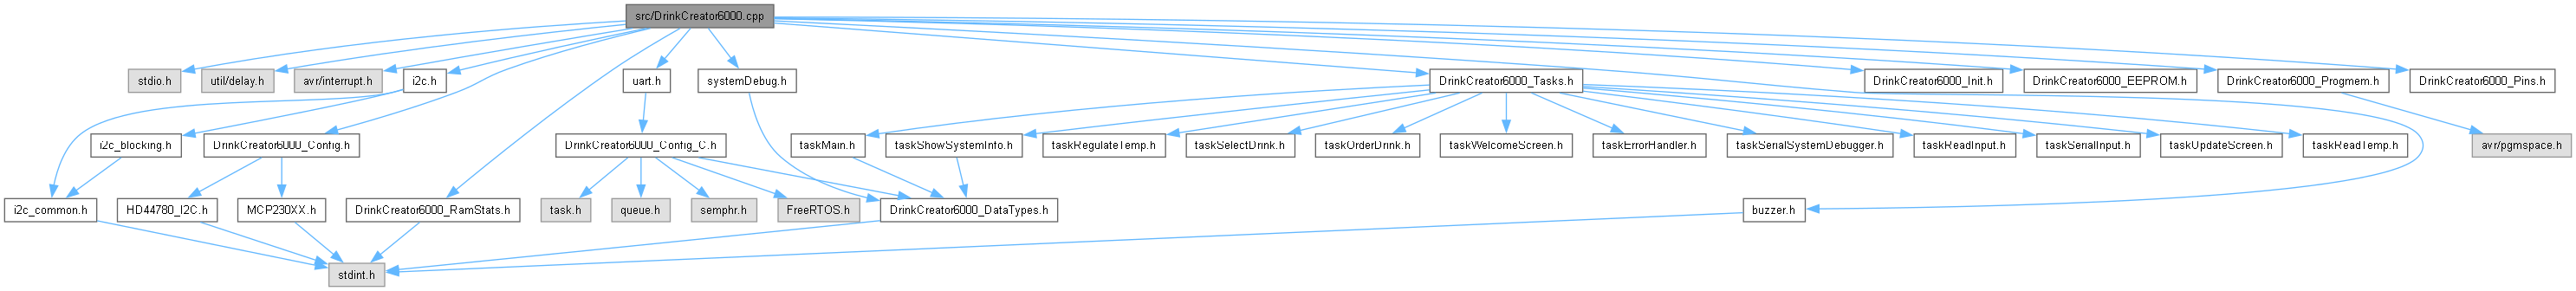 src/DrinkCreator6000.cpp
stdio.h
util/delay.h
avr/interrupt.h
i2c.h
uart.h
systemDebug.h
DrinkCreator6000_Tasks.h
DrinkCreator6000_Init.h
DrinkCreator6000_EEPROM.h
DrinkCreator6000_Progmem.h
DrinkCreator6000_Pins.h
i2c_blocking.h
DrinkCreator6000_Config.h
DrinkCreator6000_Config_C.h
taskMain.h
taskShowSystemInfo.h
taskRegulateTemp.h
taskSelectDrink.h
taskOrderDrink.h
taskWelcomeScreen.h
taskErrorHandler.h
taskSerialSystemDebugger.h
taskReadInput.h
taskSerialInput.h
taskUpdateScreen.h
taskReadTemp.h
avr/pgmspace.h
i2c_common.h
HD44780_I2C.h
MCP230XX.h
DrinkCreator6000_RamStats.h
task.h
queue.h
semphr.h
FreeRTOS.h
DrinkCreator6000_DataTypes.h
buzzer.h
stdint.h